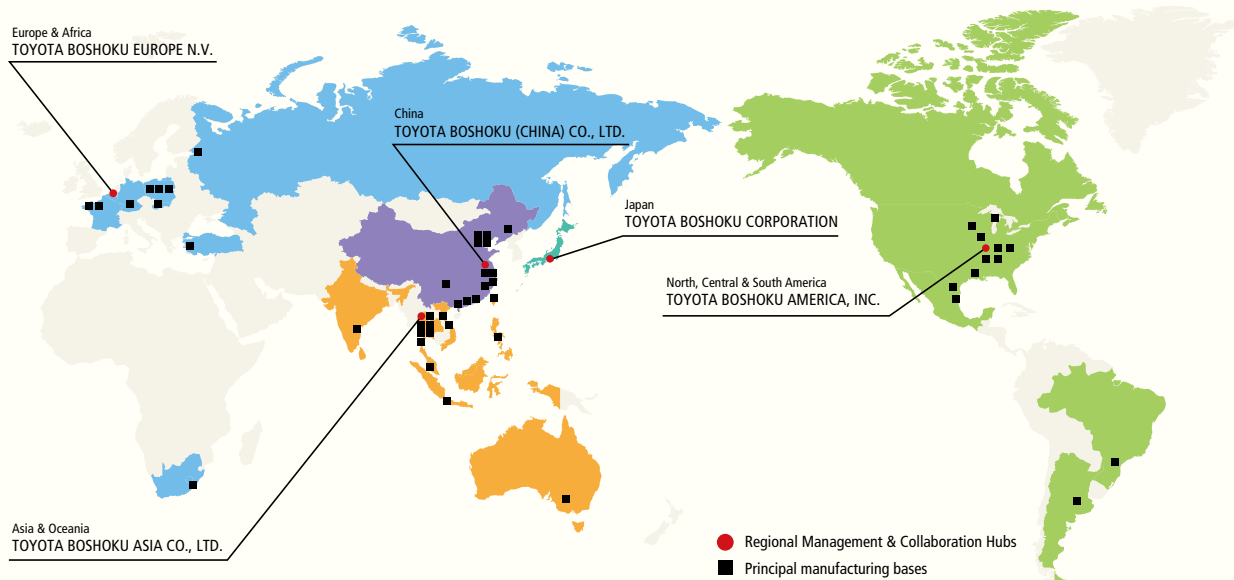 Europe & Africa
TOYOTA BOSHOKU EUROPE N.V.
China
TOYOTA BOSHOKU (CHINA) CO., LTD.
Japan
TOYOTA BOSHOKU CORPORATION
North, Central & South America
TOYOTA BOSHOKU AMERICA, INC.
Asia & Oceania
TOYOTA BOSHOKU ASIA CO., LTD.
Regional Management & Collaboration Hubs
Principal manufacturing bases